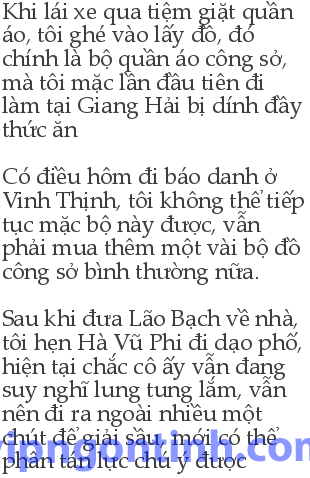 Khi lái xe qua tiệm giặt quần
áo, tôi ghé vào lấy đồ, đó
chính là bộ quần áo công sở,
mà tôi mặc lần đầu tiên đi
làm tại Giang Hải bị dính đầy
thức ăn
Có điều hôm đi báo danh ở
Vinh Thịnh, tôi không thể tiếp
tục mặc bộ này được, vẫn
phải mua thêm một vài bộ đồ
công sở bình thường nữa.
Sau khi đưa Lão Bạch về nhà,
tôi hẹn Hà Vũ Phi đi dạo phố,
hiện tại chắc cô ấy vẫn đang
suy nghĩ lung tung lắm, vẫn
nên đi ra ngoài nhiều một
chút để giải sầu, mới có thể
phân tán lực chú ý được
vipngontinh.com